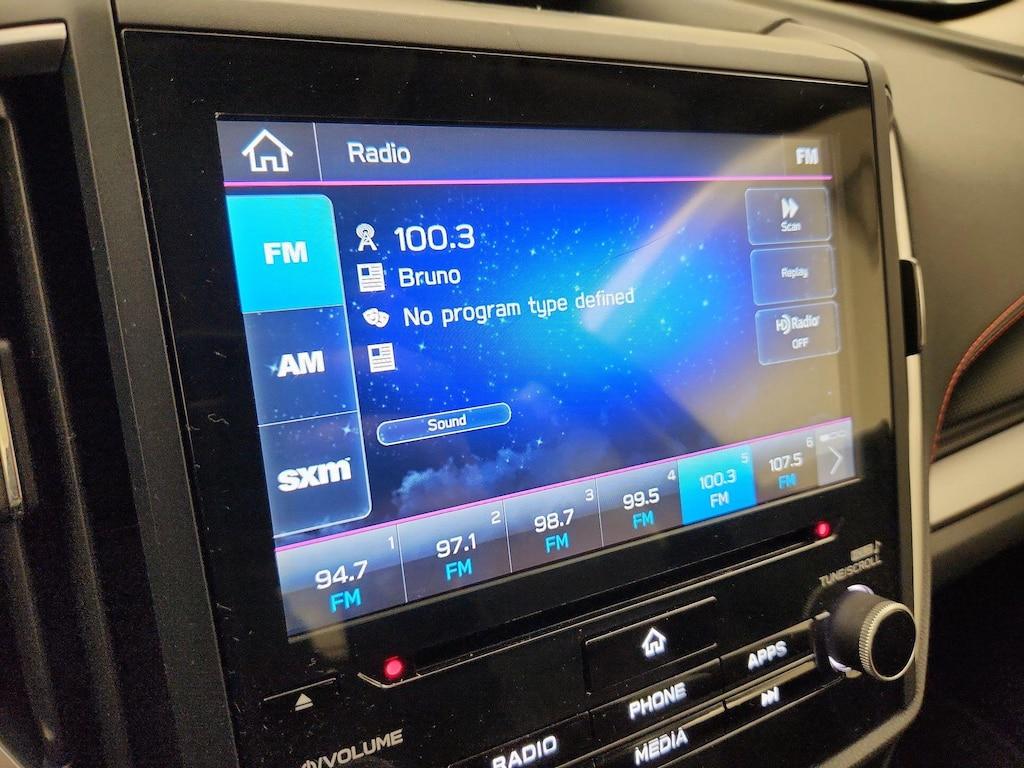 Radio
FM
FM
100.3
Scan
Bruno
Replay
No program type defined
HD Radio
OFF
AM
Sound
sxm
1
94.7
FM
2
97.1
FM
3
98.7
FM
4
99.5
FM
5
100.3
FM
6
107.5
FM
TUNE/SCROLL
APPS
PHONE
VOLUME
RADIO
MEDIA